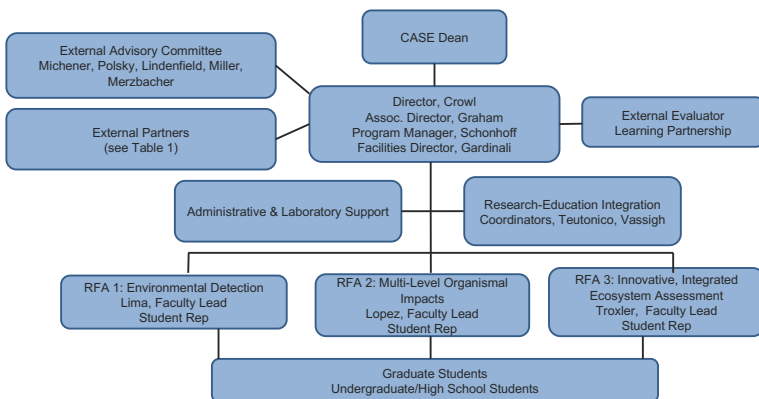 CASE Dean
External Advisory Committee
Michener, Polsky, Lindenfield, Miller,
Merzbacher
Director, Crowl
Assoc. Director, Graham
Program Manager, Schonhoff
Facilities Director, Gardinali
External Partners
(see Table 1)
External Evaluator
Learning Partnership
Administrative & Laboratory Support
Research-Education Integration
Coordinators, Teutonico, Vassigh
RFA 1: Environmental Detection
Lima, Faculty Lead
Student Rep
RFA 2: Multi-Level Organismal
Impacts
Lopez, Faculty Lead
Student Rep
RFA 3: Innovative, Integrated
Ecosystem Assessment
Troxler, Faculty Lead
Student Rep
Graduate Students
Undergraduate/High School Students